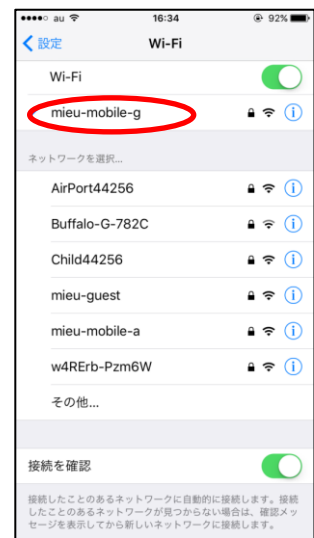 au 16:34 92%
設定 Wi-Fi
Wi-Fi
mieu-mobile-g
ネットワークを選択...
AirPort44256
Buffalo-G-782C
Child44256
mieu-guest
mieu-mobile-a
w4RErb-Pzm6W
その他...
接続を確認
接続したことのあるネットワークに自動的に接続します。接続
したことのあるネットワークが見つからない場合は、確認メッ
セージを表示してから新しいネットワークに接続します。